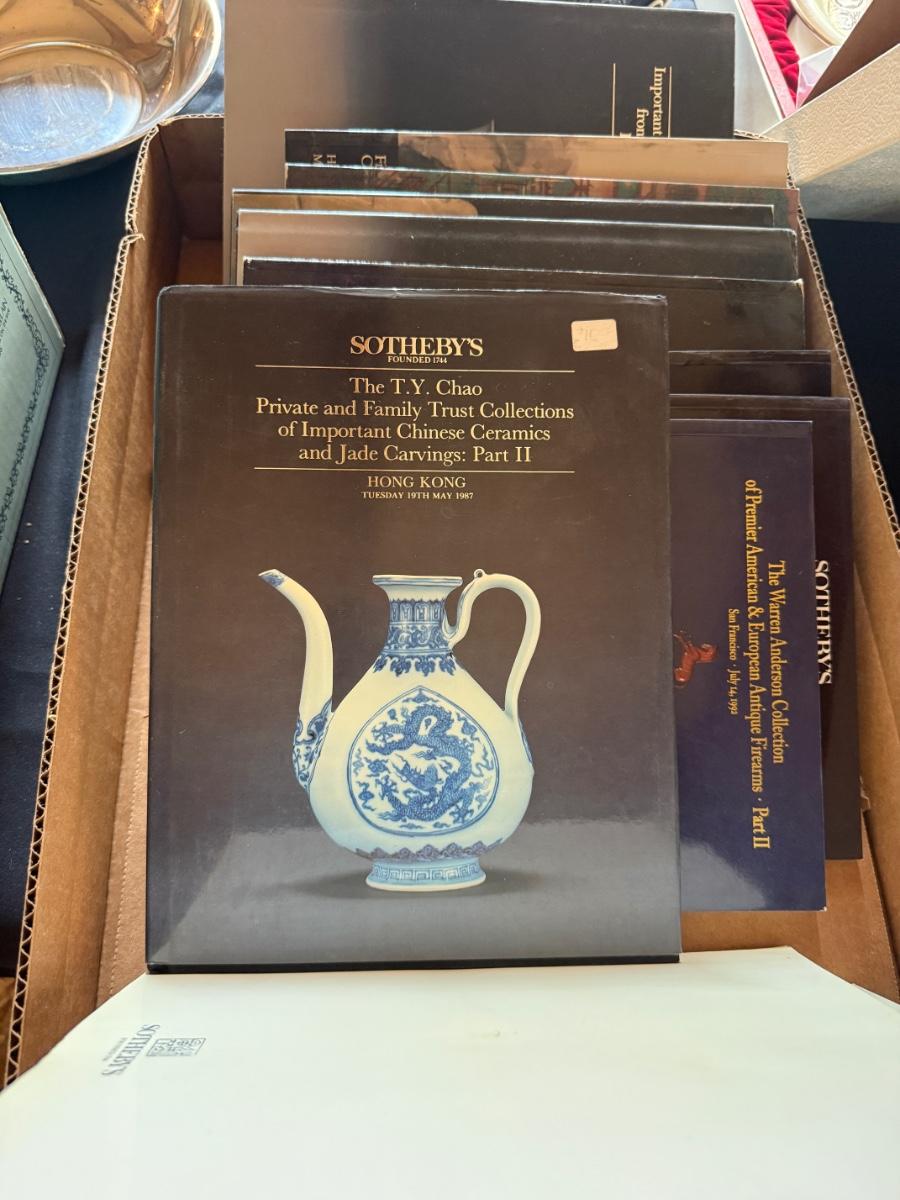 SOTHEBY'S
FOUNDED 1744
The T.Y. Chao
Private and Family Trust Collections
of Important Chinese Ceramics
and Jade Carvings: Part II
HONG KONG
TUESDAY 19TH MAY 1987
Important
from
The Warren Anderson Collection
of Premier American & European Antique Firearms · Part II
San Francisco · July 14, 1992
SOTHEBY'S
SOTHEBY'S